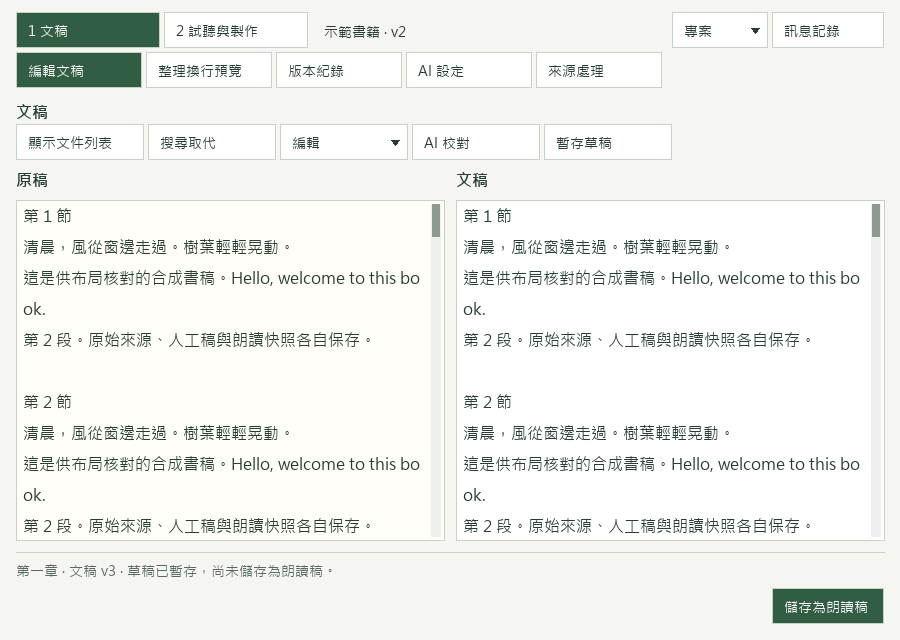 1 文稿
2 試聽與製作
示範書籍 · v2
專案
訊息記錄
編輯文稿
整理換行預覽
版本紀錄
AI 設定
來源處理
文稿
顯示文件列表
搜尋取代
編輯
AI 校對
暫存草稿
原稿
第 1 節
清晨，風從窗邊走過。樹葉輕輕晃動。
這是供布局核對的合成書稿。Hello, welcome to this bo
ok.
第 2 段。原始來源、人工稿與朗讀快照各自保存。
第 2 節
清晨，風從窗邊走過。樹葉輕輕晃動。
這是供布局核對的合成書稿。Hello, welcome to this bo
ok.
第 2 段。原始來源、人工稿與朗讀快照各自保存。
文稿
第 1 節
清晨，風從窗邊走過。樹葉輕輕晃動。
這是供布局核對的合成書稿。Hello, welcome to this bo
ok.
第 2 段。原始來源、人工稿與朗讀快照各自保存。
第 2 節
清晨，風從窗邊走過。樹葉輕輕晃動。
這是供布局核對的合成書稿。Hello, welcome to this bo
ok.
第 2 段。原始來源、人工稿與朗讀快照各自保存。
第一章 · 文稿 v3 · 草稿已暫存，尚未儲存為朗讀稿。
儲存為朗讀稿